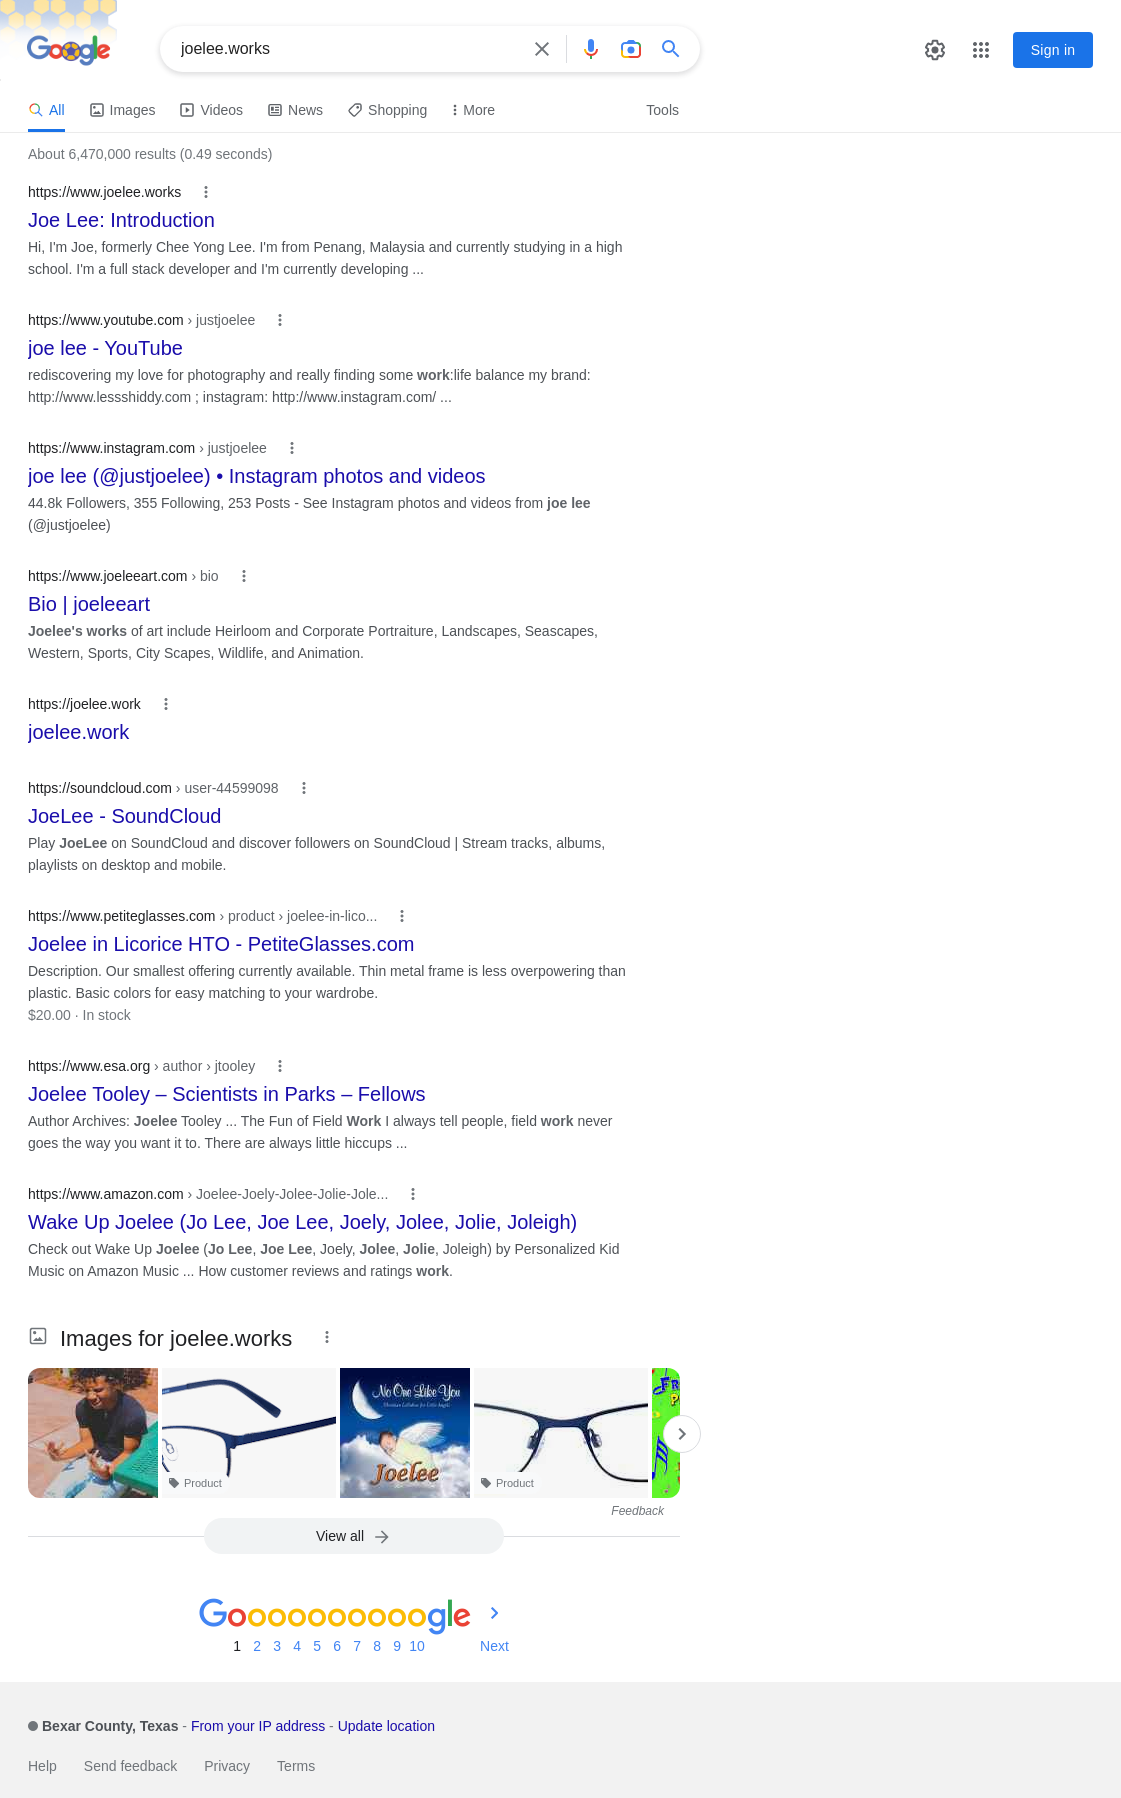 Google
joelee.works
Sign in
All
Images
Videos
News
Shopping
More
Tools
About 6,470,000 results (0.49 seconds)
https://www.joelee.works
Joe Lee: Introduction
Hi, I'm Joe, formerly Chee Yong Lee. I'm from Penang, Malaysia and currently studying in a high
school. I'm a full stack developer and I'm currently developing ...
https://www.youtube.com › justjoelee
joe lee - YouTube
rediscovering my love for photography and really finding some work:life balance my brand:
http://www.lessshiddy.com ; instagram: http://www.instagram.com/ ...
https://www.instagram.com › justjoelee
joe lee (@justjoelee) • Instagram photos and videos
44.8k Followers, 355 Following, 253 Posts - See Instagram photos and videos from joe lee
(@justjoelee)
https://www.joeleeart.com › bio
Bio | joeleeart
Joelee's works of art include Heirloom and Corporate Portraiture, Landscapes, Seascapes,
Western, Sports, City Scapes, Wildlife, and Animation.
https://joelee.work
joelee.work
https://soundcloud.com › user-44599098
JoeLee - SoundCloud
Play JoeLee on SoundCloud and discover followers on SoundCloud | Stream tracks, albums,
playlists on desktop and mobile.
https://www.petiteglasses.com › product › joelee-in-lico...
Joelee in Licorice HTO - PetiteGlasses.com
Description. Our smallest offering currently available. Thin metal frame is less overpowering than
plastic. Basic colors for easy matching to your wardrobe.
$20.00 · In stock
https://www.esa.org › author › jtooley
Joelee Tooley – Scientists in Parks – Fellows
Author Archives: Joelee Tooley ... The Fun of Field Work I always tell people, field work never
goes the way you want it to. There are always little hiccups ...
https://www.amazon.com › Joelee-Joely-Jolee-Jolie-Jole...
Wake Up Joelee (Jo Lee, Joe Lee, Joely, Jolee, Jolie, Joleigh)
Check out Wake Up Joelee (Jo Lee, Joe Lee, Joely, Jolee, Jolie, Joleigh) by Personalized Kid
Music on Amazon Music ... How customer reviews and ratings work.
Images for joelee.works
No One Like You
Joelee
Product
Product
Feedback
View all
Goooooooooogle
1 2 3 4 5 6 7 8 9 10 Next
Bexar County, Texas - From your IP address - Update location
Help Send feedback Privacy Terms